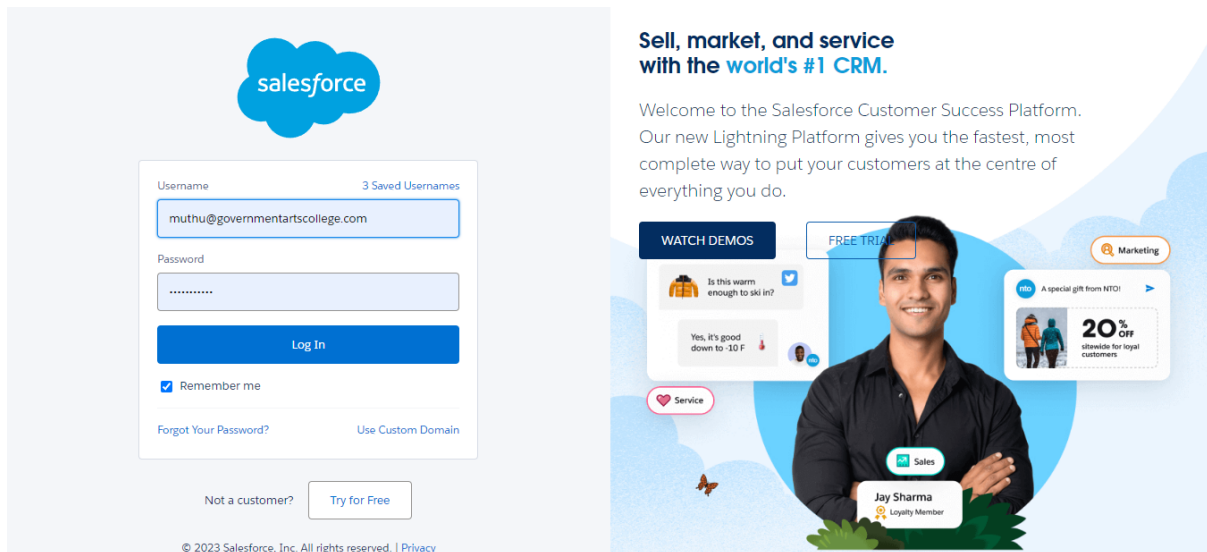 salesforce
Username
3 Saved Usernames
muthu@governmentartscollege.com
Password
...........
Log In
Remember me
Forgot Your Password?
Use Custom Domain
Not a customer?
Try for Free
© 2023 Salesforce, Inc. All rights reserved. | Privacy
Sell, market, and service
with the world's #1 CRM.
Welcome to the Salesforce Customer Success Platform.
Our new Lightning Platform gives you the fastest, most
complete way to put your customers at the centre of
everything you do.
WATCH DEMOS
FREE TRIAL
Is this warm
enough to ski in?
Yes, it's good
down to -10 F
nto
Service
Marketing
nto
A special gift from NTO!
20% OFF
sitewide for loyal
customers
Sales
Jay Sharma
Loyalty Member